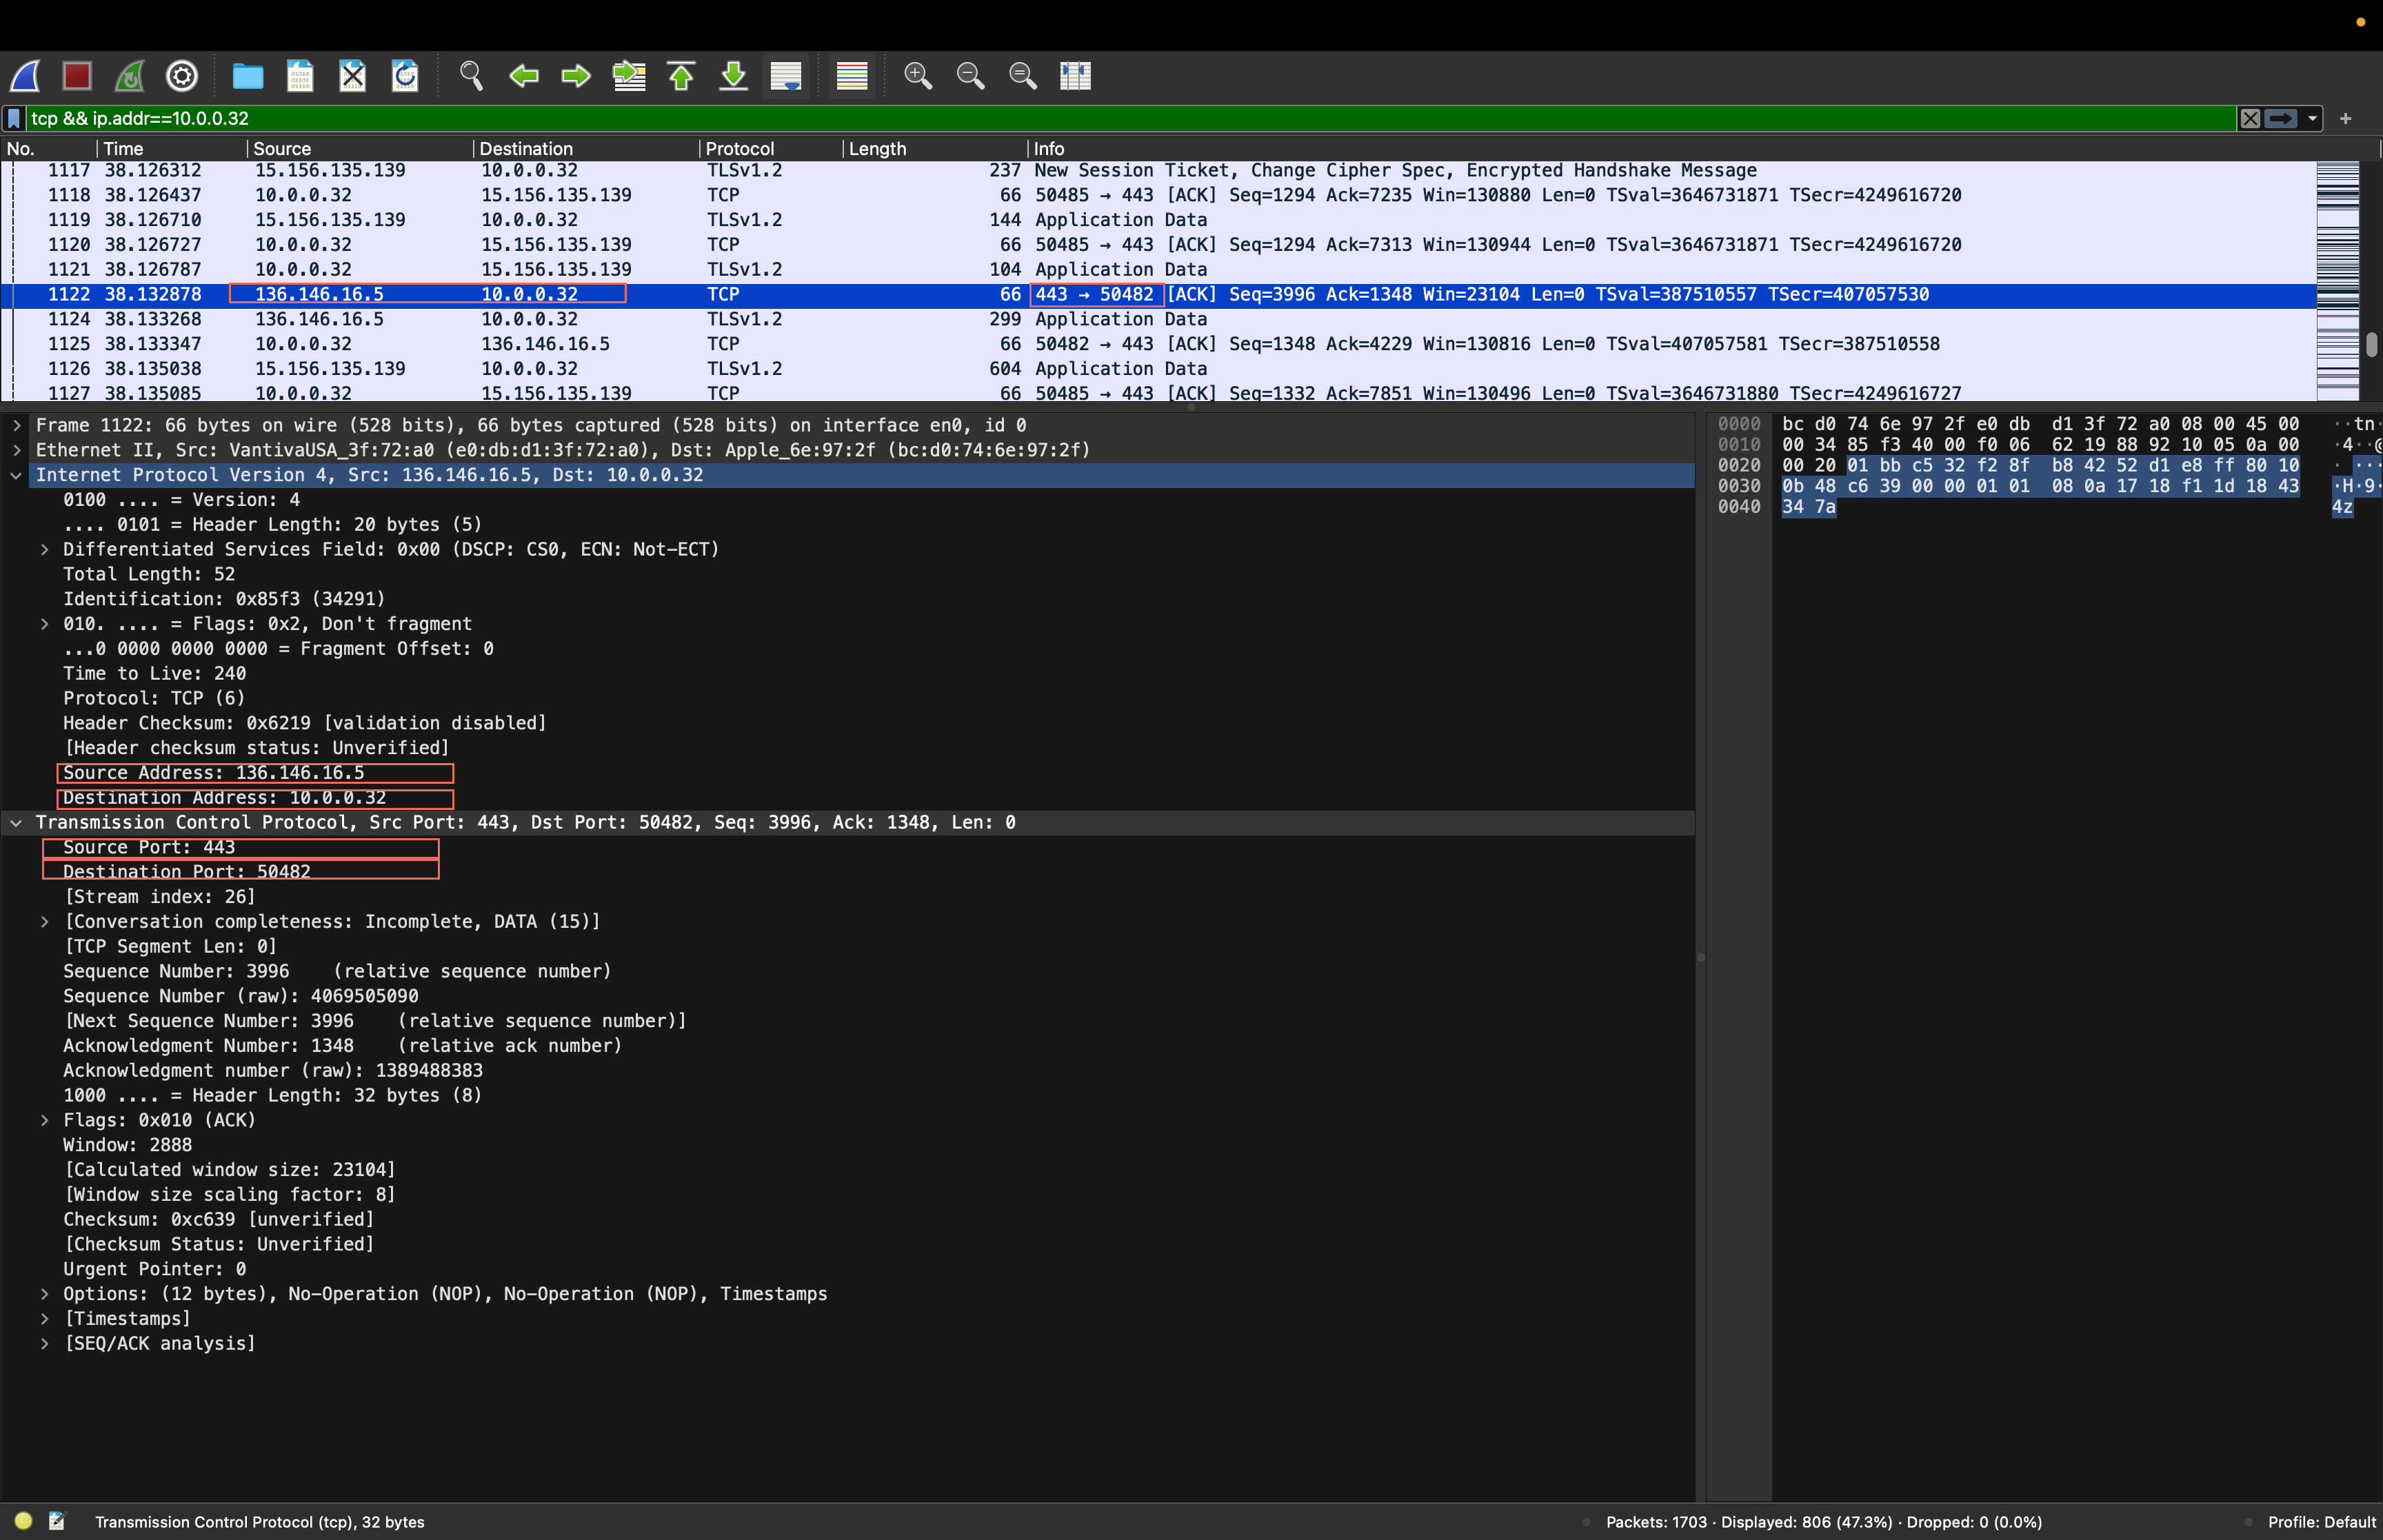 tcp && ip.addr==10.0.0.32
No. Time Source Destination Protocol Length Info
1117 38.126312 15.156.135.139 10.0.0.32 TLSv1.2 237 New Session Ticket, Change Cipher Spec, Encrypted Handshake Message
1118 38.126437 10.0.0.32 15.156.135.139 TCP 66 50485 → 443 [ACK] Seq=1294 Ack=7235 Win=130880 Len=0 TSval=3646731871 TSecr=4249616720
1119 38.126710 15.156.135.139 10.0.0.32 TLSv1.2 144 Application Data
1120 38.126727 10.0.0.32 15.156.135.139 TCP 66 50485 → 443 [ACK] Seq=1294 Ack=7313 Win=130944 Len=0 TSval=3646731871 TSecr=4249616720
1121 38.126787 10.0.0.32 15.156.135.139 TLSv1.2 104 Application Data
1122 38.132878 136.146.16.5 10.0.0.32 TCP 66 443 → 50482 [ACK] Seq=3996 Ack=1348 Win=23104 Len=0 TSval=387510557 TSecr=407057530
1124 38.133268 136.146.16.5 10.0.0.32 TLSv1.2 299 Application Data
1125 38.133347 10.0.0.32 136.146.16.5 TCP 66 50482 → 443 [ACK] Seq=1348 Ack=4229 Win=130816 Len=0 TSval=407057581 TSecr=387510558
1126 38.135038 15.156.135.139 10.0.0.32 TLSv1.2 604 Application Data
1127 38.135085 10.0.0.32 15.156.135.139 TCP 66 50485 → 443 [ACK] Seq=1332 Ack=7851 Win=130496 Len=0 TSval=3646731880 TSecr=4249616727
Frame 1122: 66 bytes on wire (528 bits), 66 bytes captured (528 bits) on interface en0, id 0
Ethernet II, Src: VantivaUSA_3f:72:a0 (e0:db:d1:3f:72:a0), Dst: Apple_6e:97:2f (bc:d0:74:6e:97:2f)
Internet Protocol Version 4, Src: 136.146.16.5, Dst: 10.0.0.32
0100 .... = Version: 4
.... 0101 = Header Length: 20 bytes (5)
Differentiated Services Field: 0x00 (DSCP: CS0, ECN: Not-ECT)
Total Length: 52
Identification: 0x85f3 (34291)
010. .... = Flags: 0x2, Don't fragment
...0 0000 0000 0000 = Fragment Offset: 0
Time to Live: 240
Protocol: TCP (6)
Header Checksum: 0x6219 [validation disabled]
[Header checksum status: Unverified]
Source Address: 136.146.16.5
Destination Address: 10.0.0.32
Transmission Control Protocol, Src Port: 443, Dst Port: 50482, Seq: 3996, Ack: 1348, Len: 0
Source Port: 443
Destination Port: 50482
[Stream index: 26]
[Conversation completeness: Incomplete, DATA (15)]
[TCP Segment Len: 0]
Sequence Number: 3996 (relative sequence number)
Sequence Number (raw): 4069505090
[Next Sequence Number: 3996 (relative sequence number)]
Acknowledgment Number: 1348 (relative ack number)
Acknowledgment number (raw): 1389488383
1000 .... = Header Length: 32 bytes (8)
Flags: 0x010 (ACK)
Window: 2888
[Calculated window size: 23104]
[Window size scaling factor: 8]
Checksum: 0xc639 [unverified]
[Checksum Status: Unverified]
Urgent Pointer: 0
Options: (12 bytes), No-Operation (NOP), No-Operation (NOP), Timestamps
[Timestamps]
[SEQ/ACK analysis]
0000 bc d0 74 6e 97 2f e0 db d1 3f 72 a0 08 00 45 00 ··tn·
0010 00 34 85 f3 40 00 f0 06 62 19 88 92 10 05 0a 00 ·4··@
0020 00 20 01 bb c5 32 f2 8f b8 42 52 d1 e8 ff 80 10 · ···
0030 0b 48 c6 39 00 00 01 01 08 0a 17 18 f1 1d 18 43 ·H·9·
0040 34 7a 4z
Transmission Control Protocol (tcp), 32 bytes
Packets: 1703 · Displayed: 806 (47.3%) · Dropped: 0 (0.0%)
Profile: Default